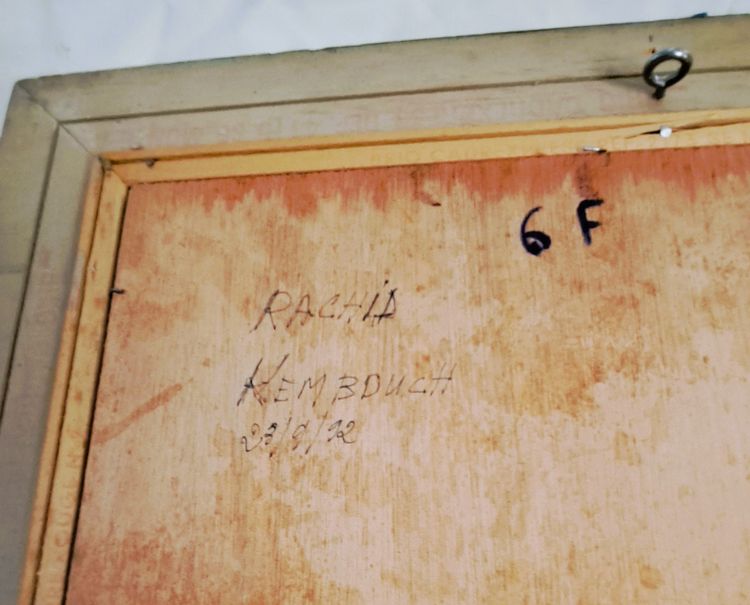 6 F
RACHID
KEMBOUCH
23/9/92